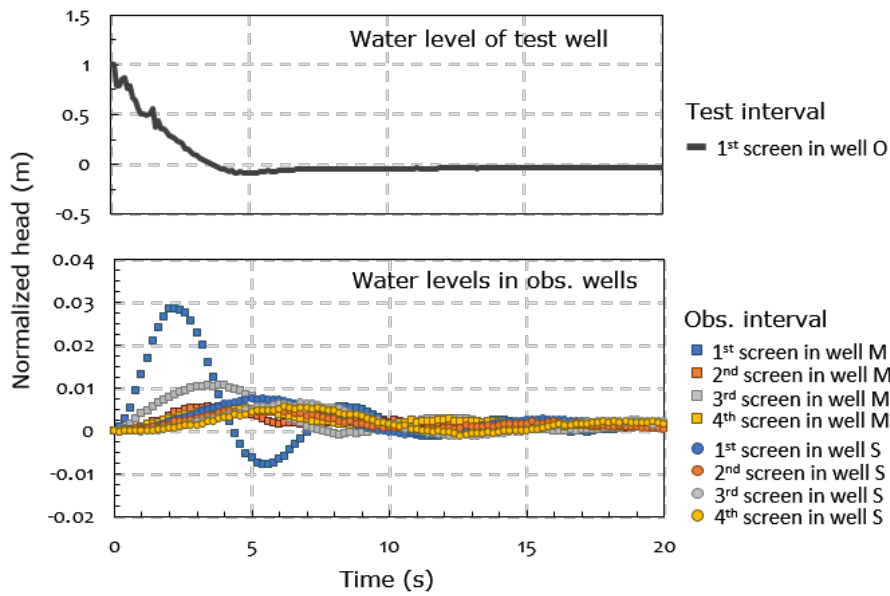 1.5
1
0.5
0
-0.5
Water level of test well
Test interval
1st screen in well O
Normalized head (m)
0.04
0.03
0.02
0.01
0
-0.01
-0.02
Water levels in obs. wells
Obs. interval
1st screen in well M
2nd screen in well M
3rd screen in well M
4th screen in well M
1st screen in well S
2nd screen in well S
3rd screen in well S
4th screen in well S
0 5 10 15 20
Time (s)